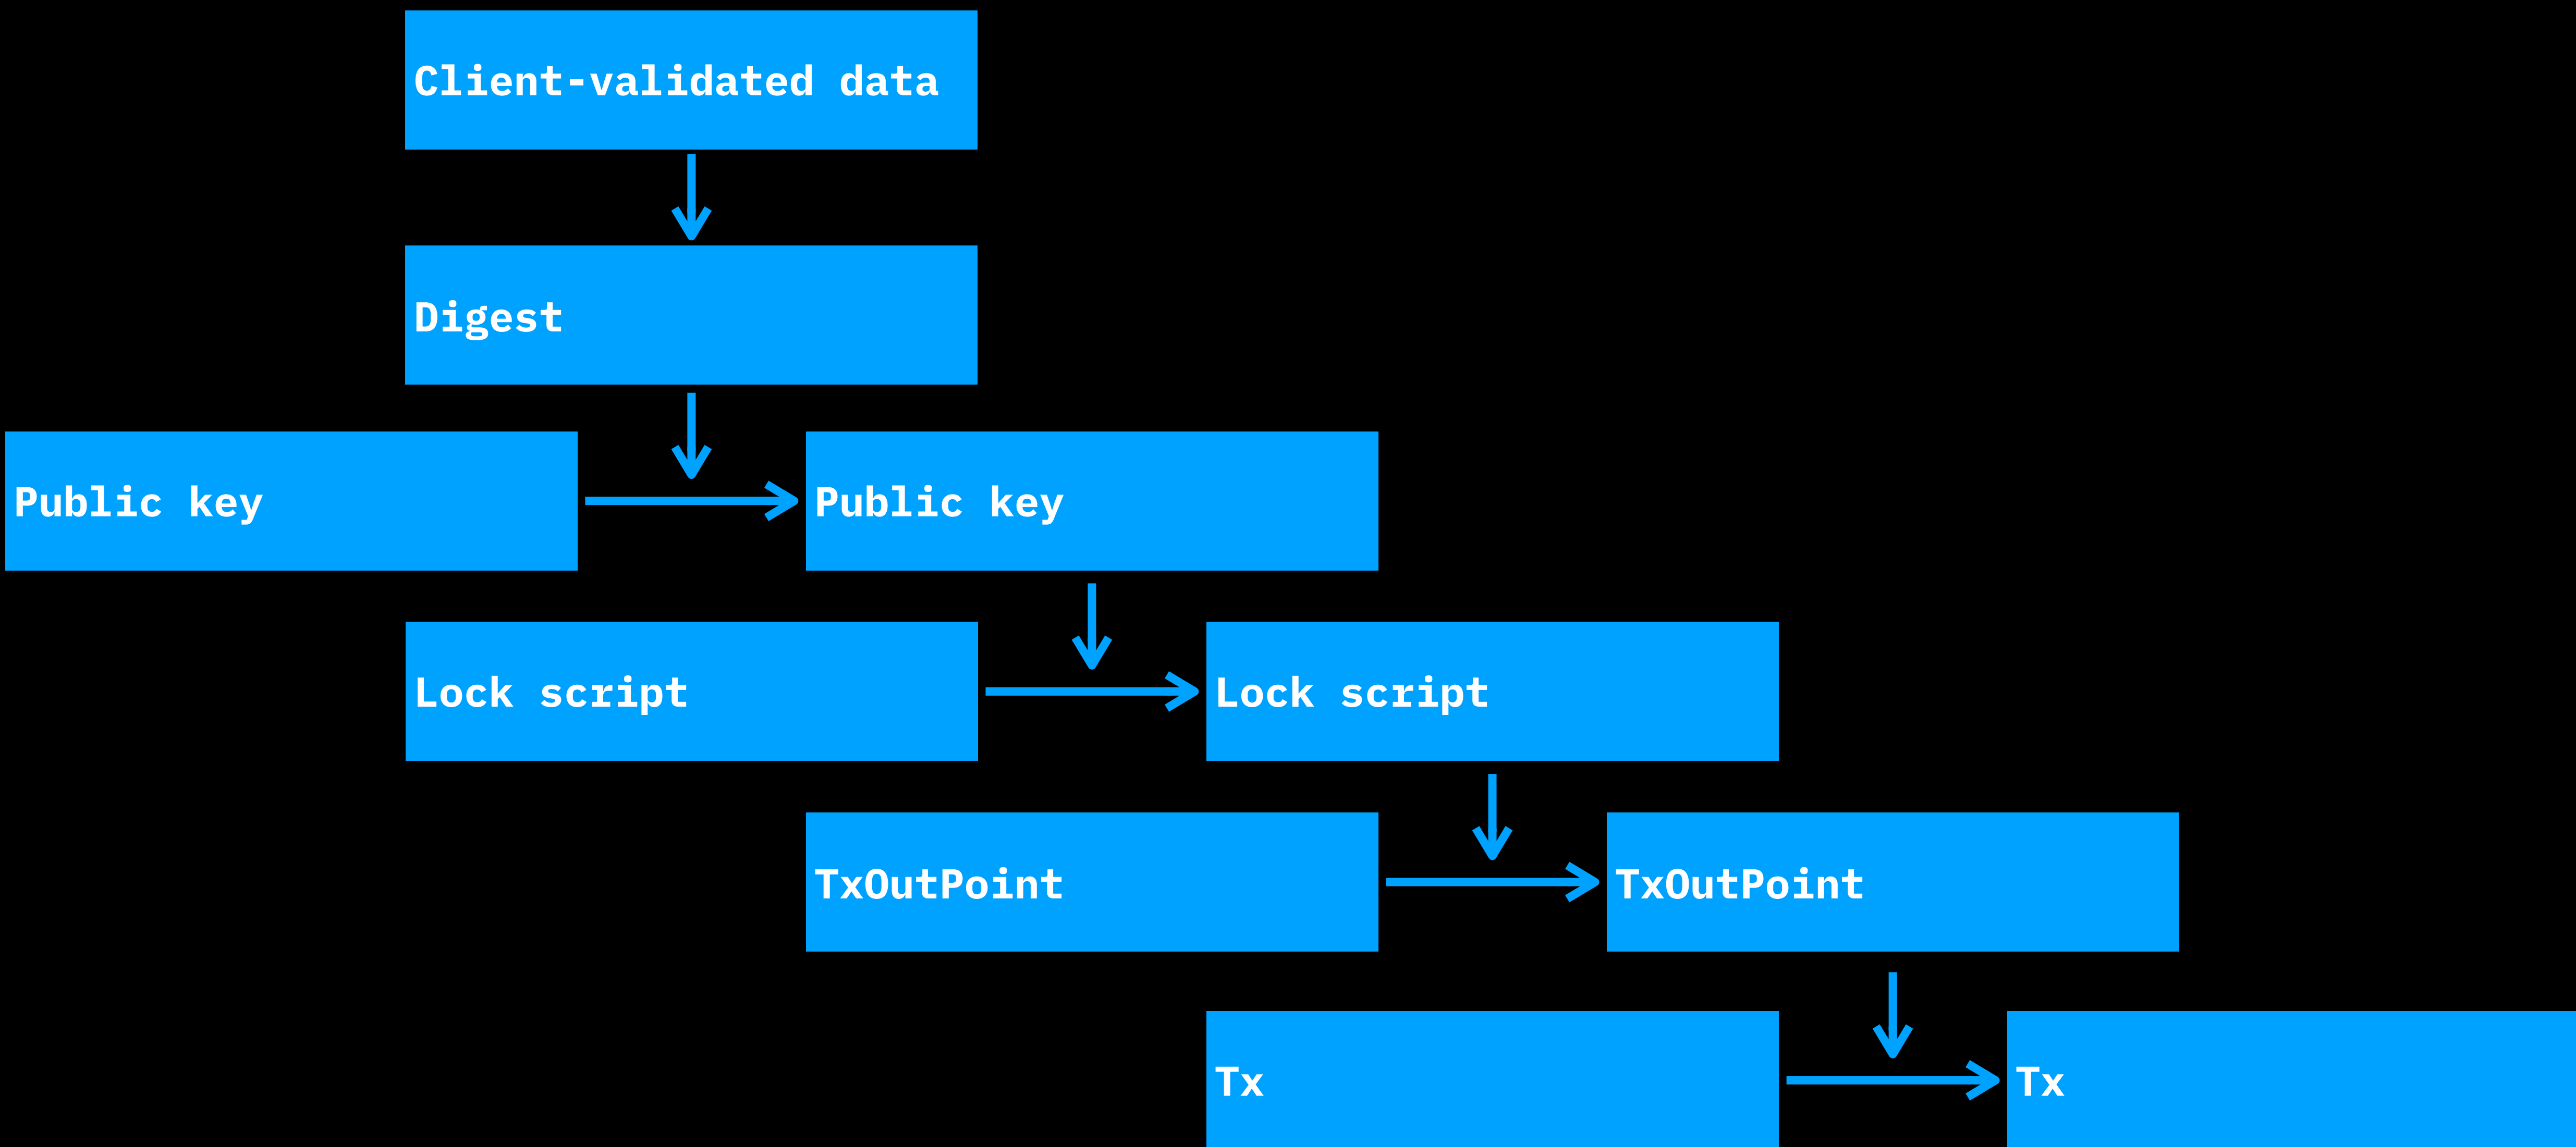 Client-validated data
Digest
Public key
Public key
Lock script
Lock script
TxOutPoint
TxOutPoint
Tx
Tx